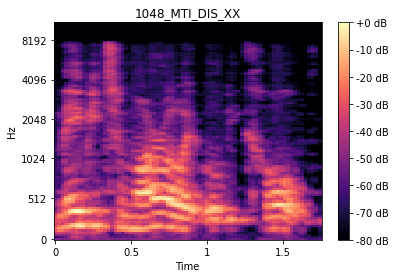 1048_MTI_DIS_XX
+0 dB
8192
-10 dB
4096
-20 dB
-30 dB
2048
Hz
-40 dB
1024
-50 dB
512
-60 dB
-70 dB
0
-80 dB
0
0.5
1
1.5
Time